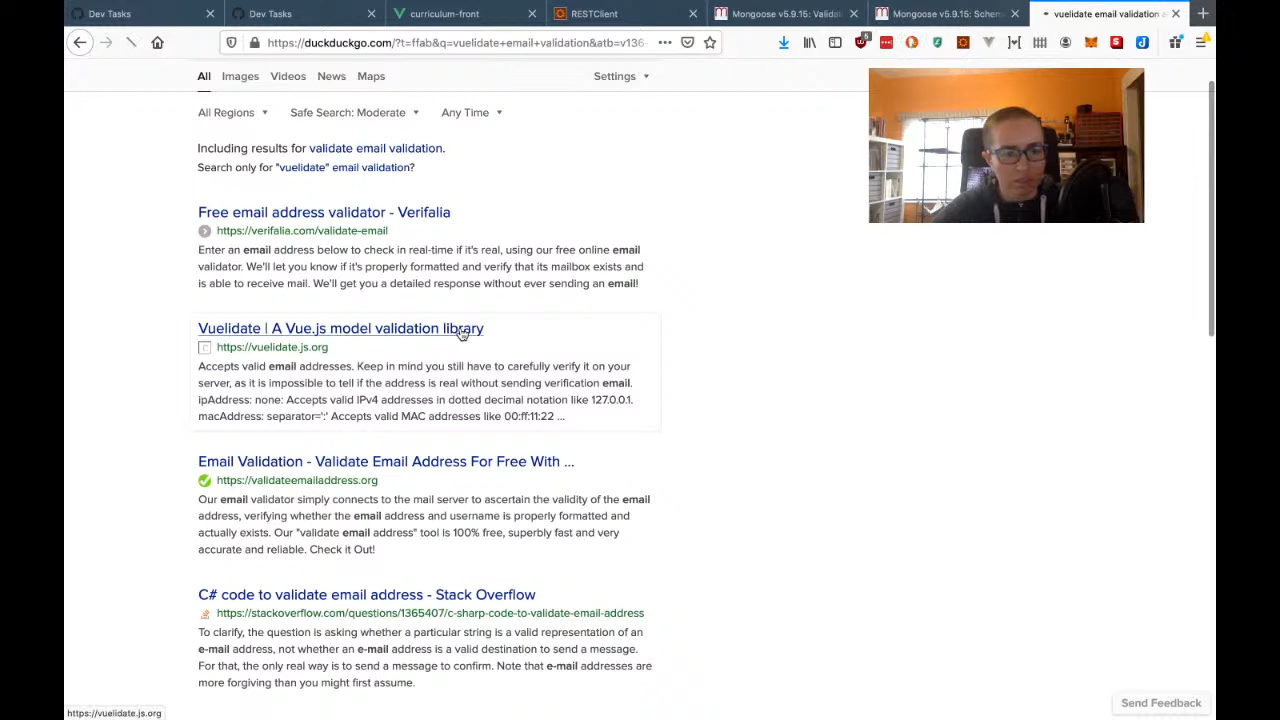 Dev Tasks
Dev Tasks
curriculum-front
RESTClient
Mongoose v5.9.15: Valida
Mongoose v5.9.15: Schem
vuelidate email validation
https://duckduckgo.com/?t=ffab&q=vuelidate+email+validation&atb=v136-
All Images Videos News Maps Settings
All Regions Safe Search: Moderate Any Time
Including results for validate email validation.
Search only for "vuelidate" email validation?
Free email address validator - Verifalia
https://verifalia.com/validate-email
Enter an email address below to check in real-time if it's real, using our free online email
validator. We'll let you know if it's properly formatted and verify that its mailbox exists and
is able to receive mail. We'll get you a detailed response without ever sending an email!
Vuelidate | A Vue.js model validation library
https://vuelidate.js.org
Accepts valid email addresses. Keep in mind you still have to carefully verify it on your
server, as it is impossible to tell if the address is real without sending verification email.
ipAddress: none: Accepts valid IPv4 addresses in dotted decimal notation like 127.0.0.1.
macAddress: separator=':' Accepts valid MAC addresses like 00:ff:11:22 ...
Email Validation - Validate Email Address For Free With ...
https://validateemailaddress.org
Our email validator simply connects to the mail server to ascertain the validity of the email
address, verifying whether the email address and username is properly formatted and
actually exists. Our "validate email address" tool is 100% free, superbly fast and very
accurate and reliable. Check it Out!
C# code to validate email address - Stack Overflow
https://stackoverflow.com/questions/1365407/c-sharp-code-to-validate-email-address
To clarify, the question is asking whether a particular string is a valid representation of an
e-mail address, not whether an e-mail address is a valid destination to send a message.
For that, the only real way is to send a message to confirm. Note that e-mail addresses are
more forgiving than you might first assume.
Send Feedback
https://vuelidate.js.org